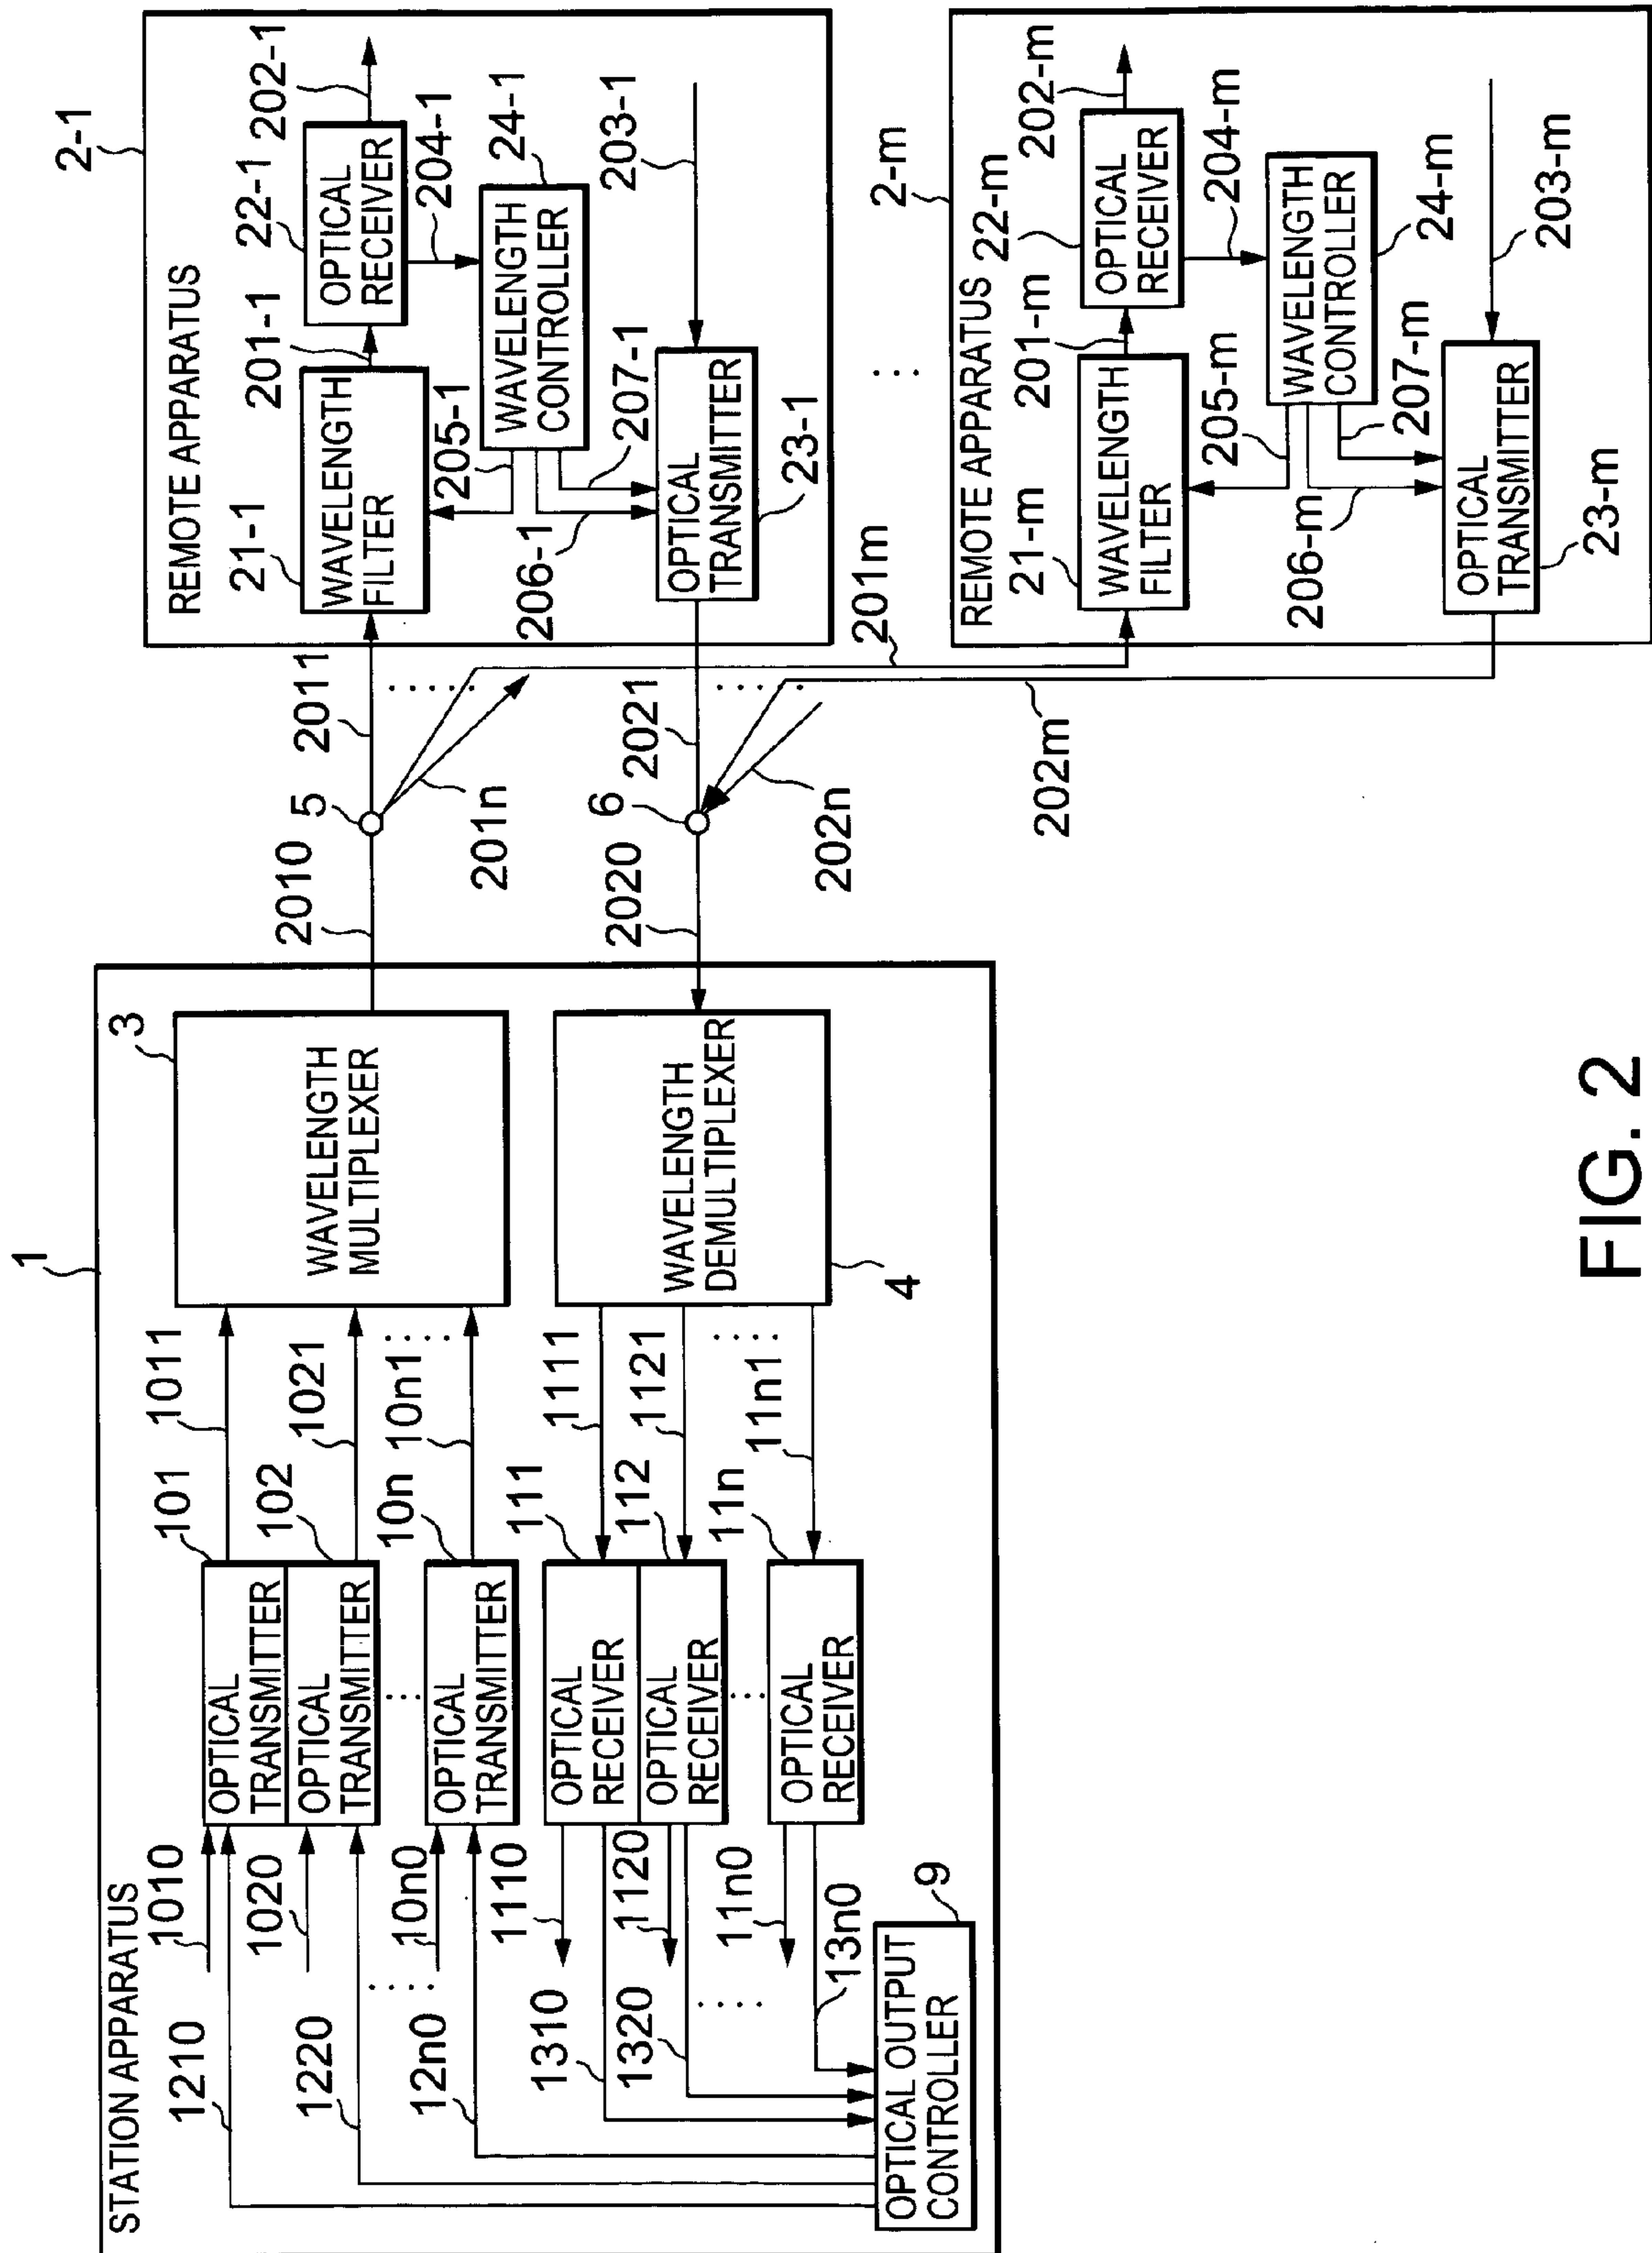 STATION APPARATUS
1
1010
1210
1020
1220
10n0
12n0
OPTICAL
TRANSMITTER
OPTICAL
TRANSMITTER
OPTICAL
TRANSMITTER
101
1011
102
1021
10n
10n1
3
WAVELENGTH
MULTIPLEXER
1110
1310
1120
1320
11n0
13n0
OPTICAL
RECEIVER
OPTICAL
RECEIVER
OPTICAL
RECEIVER
111
1111
112
1121
11n
11n1
WAVELENGTH
DEMULTIPLEXER
4
OPTICAL OUTPUT
CONTROLLER
9
2010
5
2011
201n
2020
6
2021
202n
201m
202m
2-1
REMOTE APPARATUS
21-1
WAVELENGTH
FILTER
201-1
22-1
OPTICAL
RECEIVER
202-1
204-1
24-1
WAVELENGTH
CONTROLLER
205-1
206-1
207-1
203-1
OPTICAL
TRANSMITTER
23-1
2-m
REMOTE APPARATUS
21-m
WAVELENGTH
FILTER
201-m
22-m
OPTICAL
RECEIVER
202-m
204-m
WAVELENGTH
CONTROLLER
24-m
205-m
206-m
207-m
203-m
OPTICAL
TRANSMITTER
23-m
FIG. 2